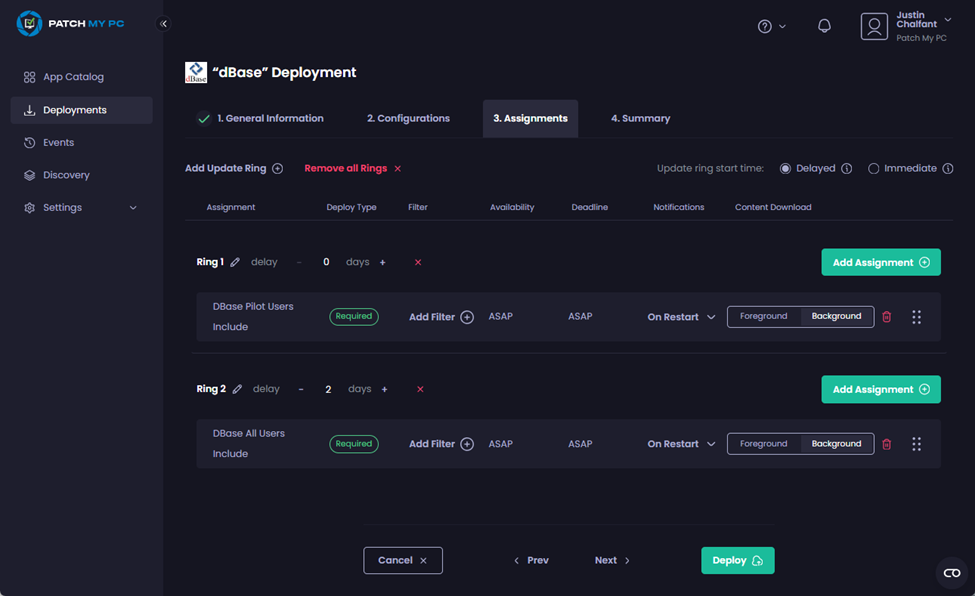 PATCH MY PC
Justin
Chalfant
Patch My PC
App Catalog
Deployments
Events
Discovery
Settings
dBase
“dBase” Deployment
1. General Information
2. Configurations
3. Assignments
4. Summary
Add Update Ring
Remove all Rings
Update ring start time:
Delayed
Immediate
Assignment
Deploy Type
Filter
Availability
Deadline
Notifications
Content Download
Ring 1 delay - 0 days +
Add Assignment
DBase Pilot Users
Include
Required
Add Filter
ASAP
ASAP
On Restart
Foreground
Background
Ring 2 delay - 2 days +
Add Assignment
DBase All Users
Include
Required
Add Filter
ASAP
ASAP
On Restart
Foreground
Background
Cancel
Prev
Next
Deploy